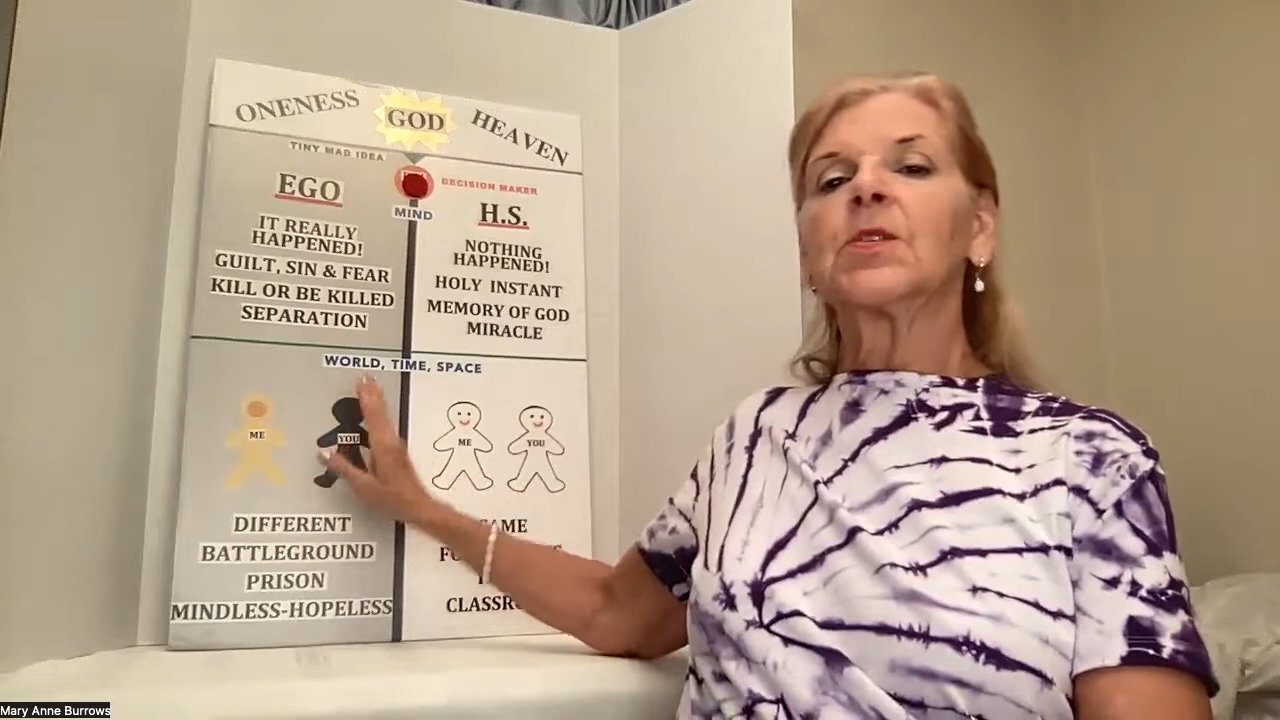 ONENESS GOD HEAVEN
TINY MAD IDEA
DECISION MAKER
MIND
EGO
IT REALLY
HAPPENED!
GUILT, SIN & FEAR
KILL OR BE KILLED
SEPARATION
H.S.
NOTHING
HAPPENED!
HOLY INSTANT
MEMORY OF GOD
MIRACLE
WORLD, TIME, SPACE
ME
YOU
ME
YOU
DIFFERENT
BATTLEGROUND
PRISON
MINDLESS-HOPELESS
Mary Anne Burrows